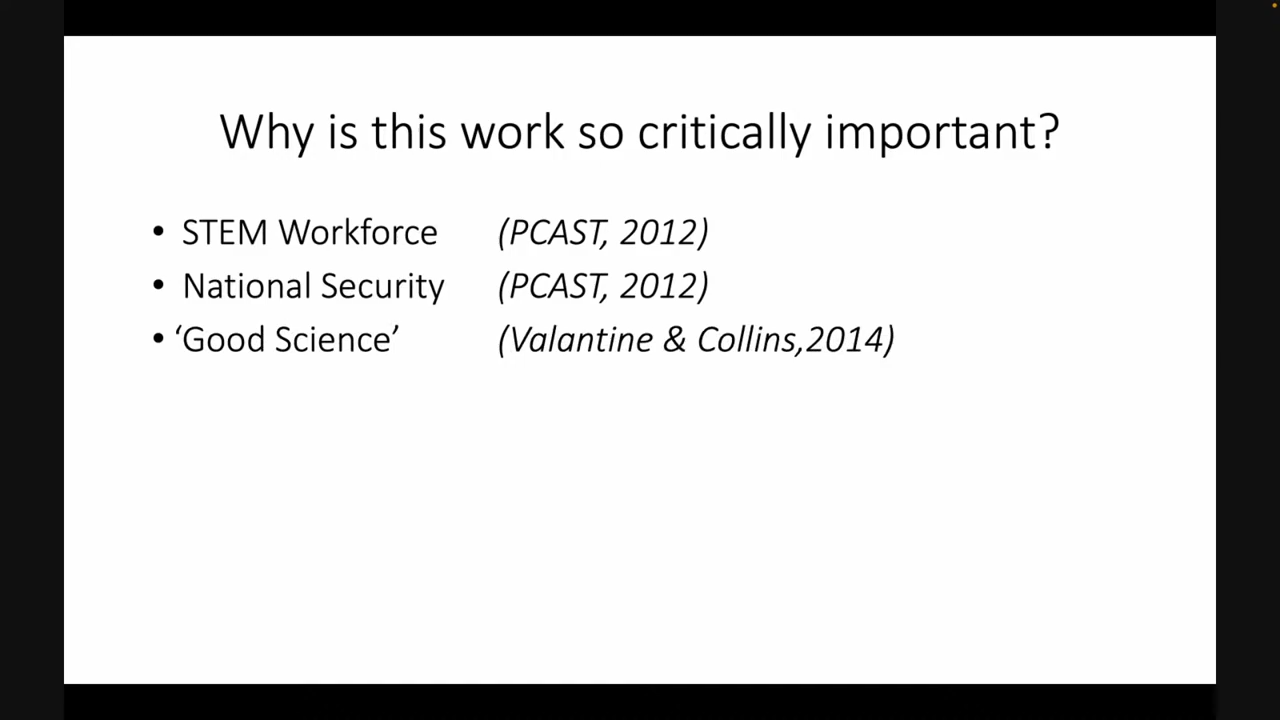 Why is this work so critically important?
• STEM Workforce (PCAST, 2012)
• National Security (PCAST, 2012)
• ‘Good Science’ (Valantine & Collins,2014)